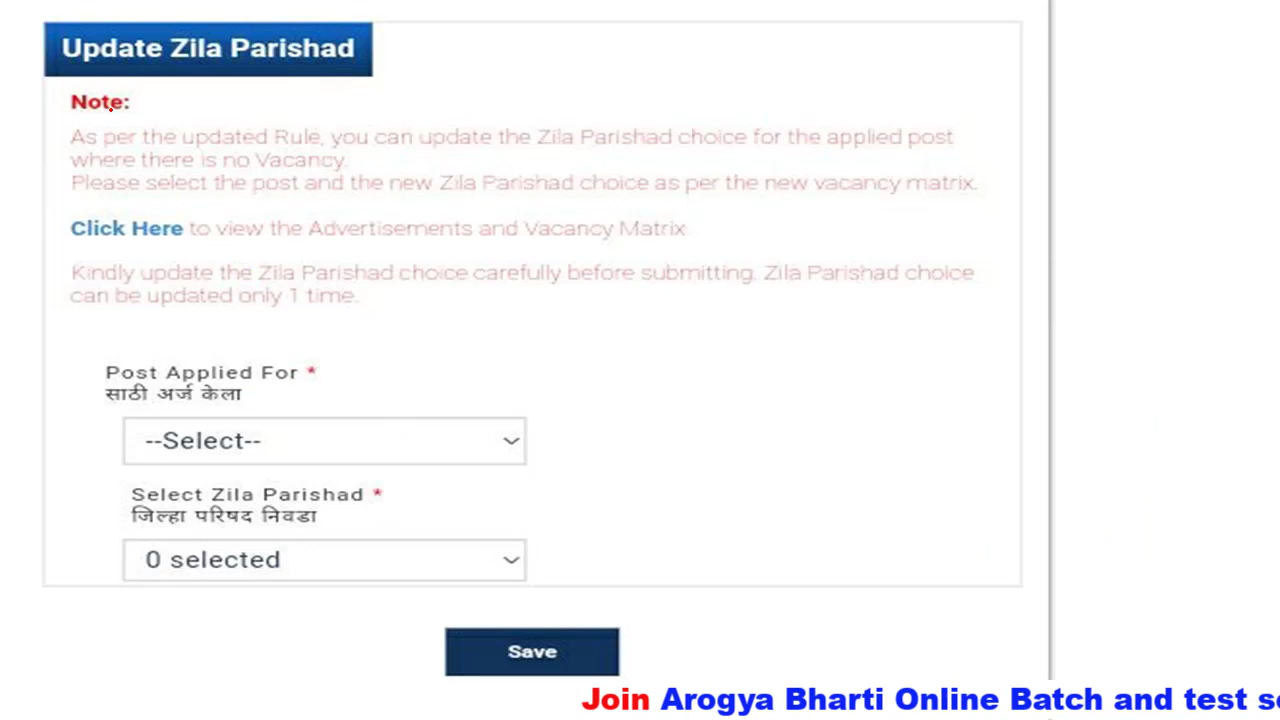 Update Zila Parishad
Note:
As per the updated Rule, you can update the Zila Parishad choice for the applied post
where there is no Vacancy.
Please select the post and the new Zila Parishad choice as per the new vacancy matrix.
Click Here to view the Advertisements and Vacancy Matrix
Kindly update the Zila Parishad choice carefully before submitting. Zila Parishad choice
can be updated only 1 time.
Post Applied For *
साठी अर्ज केला
--Select--
Select Zila Parishad *
जिल्हा परिषद निवडा
0 selected
Save
Join Arogya Bharti Online Batch and test